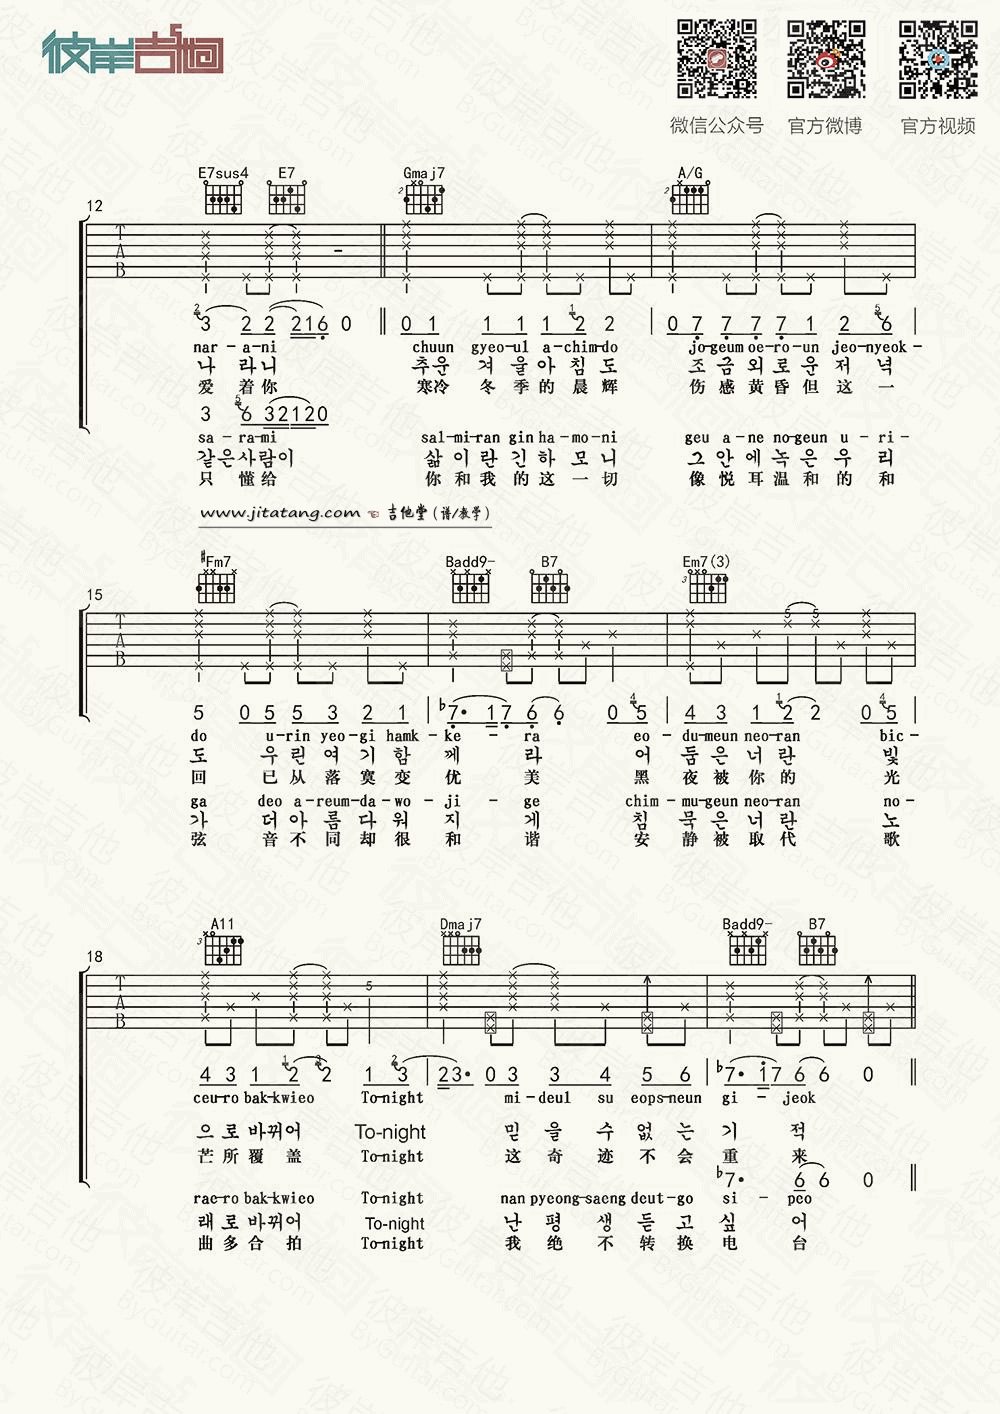 彼岸吉他
微信公众号 官方微博 官方视频
E7sus4 E7 Gmaj7 A/G
12
TAB
3 2 2 216 0 0 1 1 1 1 2 2 0 7 7 7 7 1 2 6
nar-a-ni chuun gyeo-ul a-chim-do jo-geum oe-ro-un jeo-nyeok-
나 라니 추운 겨 울아 침 도 조 금 외 로 운 저 녁
爱 着 你 寒冷 冬 季 的 晨 辉 伤 感 黄 昏 但 这 一
3 6 32120
sa-ra-mi sal-mi-ran gin ha-mo-ni geu a-ne no-geun u-ri-
같은사람이 삶 이란 긴 하 모 니 그 안에 녹 은 우 리
只 懂给 你 和 我 的 这 一 切 像 悦 耳 温 和 的 和
www.jitatang.com 吉他堂(谱/教学)
#Fm7 Badd9- B7 Em7(3)
15
TAB
5 0 5 5 3 2 1 b7· 1 7 6 6 0 5 4 3 1 2 2 0 5
do u-rin yeo-gi hamk-ke-ra eo-du-meun neo-ran bic-
도 우 린 여 기 함 께 라 어 둠 은 너 란 빛
回 已 从 落 寞 变 优 美 黑 夜 被 你 的 光
ga deo a-reum-da-wo-ji-ge chim-mu-geun neo-ran no-
가 더 아 름 다 워 지 게 침 묵 은 너 란 노
弦 音 不 同 却 很 和 谐 安 静 被 取 代 歌
A11 Dmaj7 Badd9- B7
18
TAB
4 3 1 2 2 1 3 23· 0 3 3 4 5 6 b7· 1 7 6 6 0
ceu-ro bak-kwieo To-night mi-deul su eops-neun gi-jeok
으 로 바꾸어 To-night 믿 을 수 없 는 기 적
芒 所 覆 盖 To-night 这 奇 迹 不 会 重 来
b7· 6 6 0
rae-ro bak-kwieo To-night nan pyeong-saeng deut-go si-peo
래 로 바꾸어 To-night 난 평 생 듣 고 싶 어
曲 多 合 拍 To-night 我 绝 不 转 换 电 台